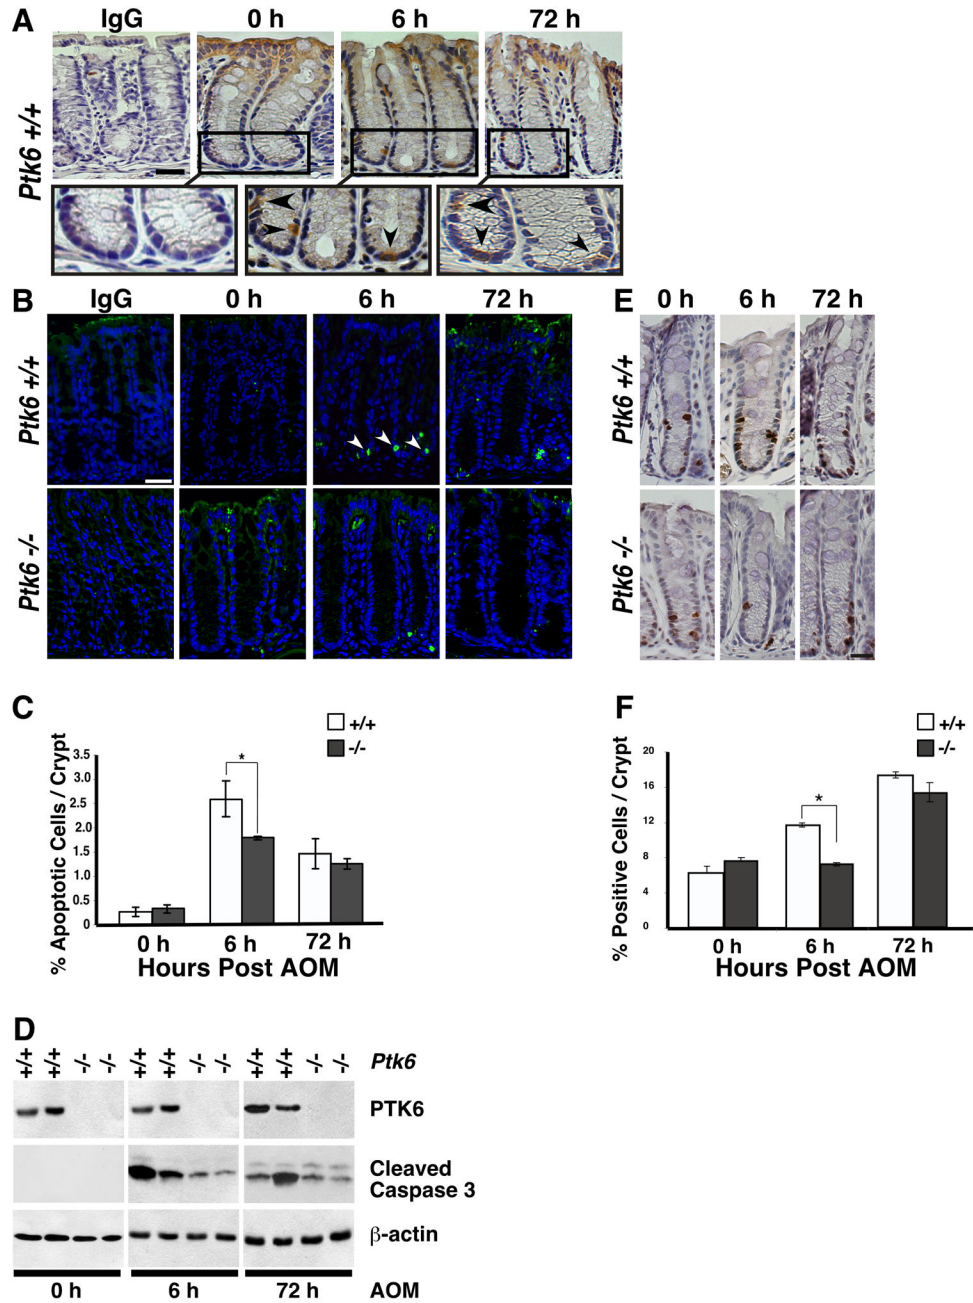 A
IgG 0 h 6 h 72 h
Ptk6 +/+
B
IgG 0 h 6 h 72 h
Ptk6 +/+
Ptk6 -/-
E
0 h 6 h 72 h
Ptk6 +/+
Ptk6 -/-
C
+/+
-/-
% Apoptotic Cells / Crypt
3.5
3.0
2.5
2.0
1.5
1.0
0.5
0
*
0 h 6 h 72 h
Hours Post AOM
F
+/+
-/-
% Positive Cells / Crypt
20
16
12
8
4
0
*
0 h 6 h 72 h
Hours Post AOM
D
+/+ +/+ -/- -/- +/+ +/+ -/- -/- +/+ +/+ -/- -/- Ptk6
PTK6
Cleaved
Caspase 3
β-actin
0 h 6 h 72 h AOM